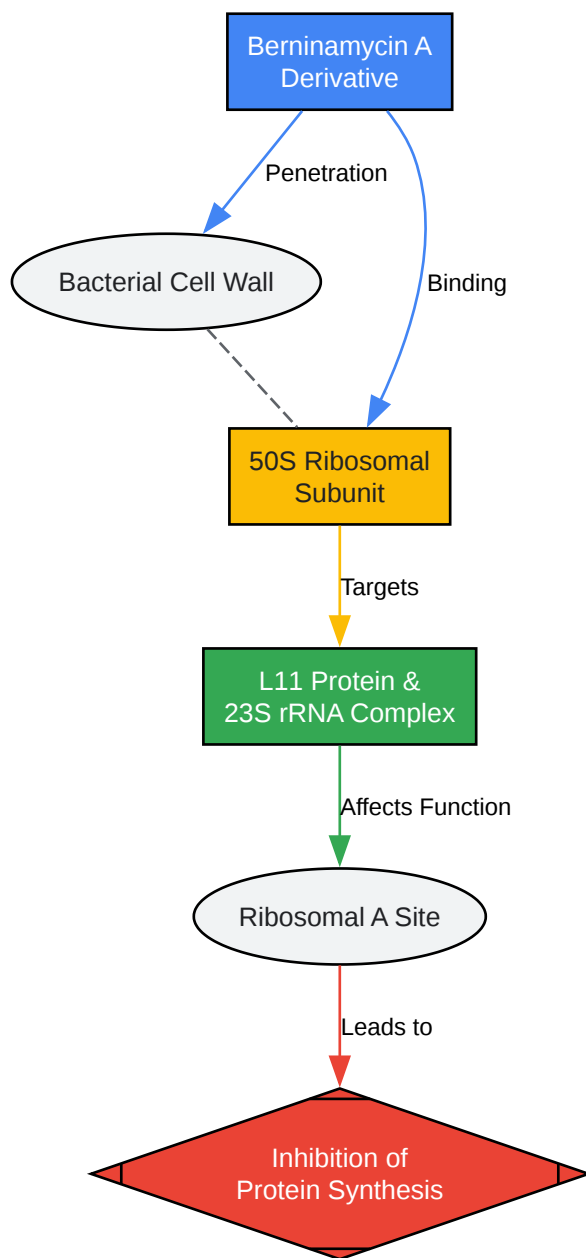 Berninamycin A
Derivative
Penetration
Bacterial Cell Wall
Binding
50S Ribosomal
Subunit
Targets
L11 Protein &
23S rRNA Complex
Affects Function
Ribosomal A Site
Leads to
Inhibition of
Protein Synthesis